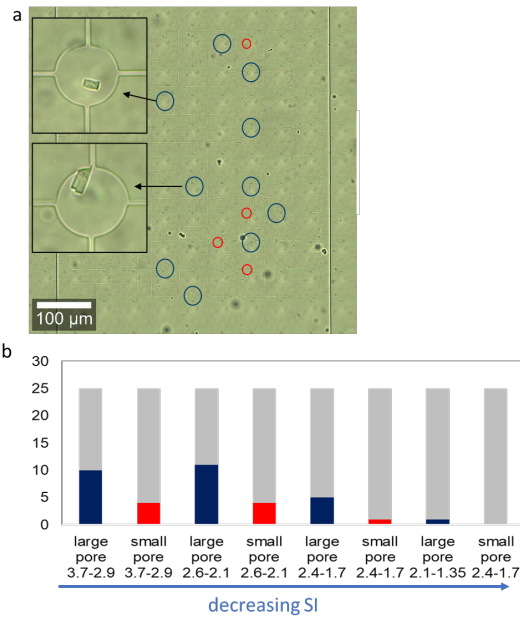 a
100 µm
b
30
25
20
15
10
5
0
large pore 3.7-2.9
small pore 3.7-2.9
large pore 2.6-2.1
small pore 2.6-2.1
large pore 2.4-1.7
small pore 2.4-1.7
large pore 2.1-1.35
small pore 2.4-1.7
decreasing SI